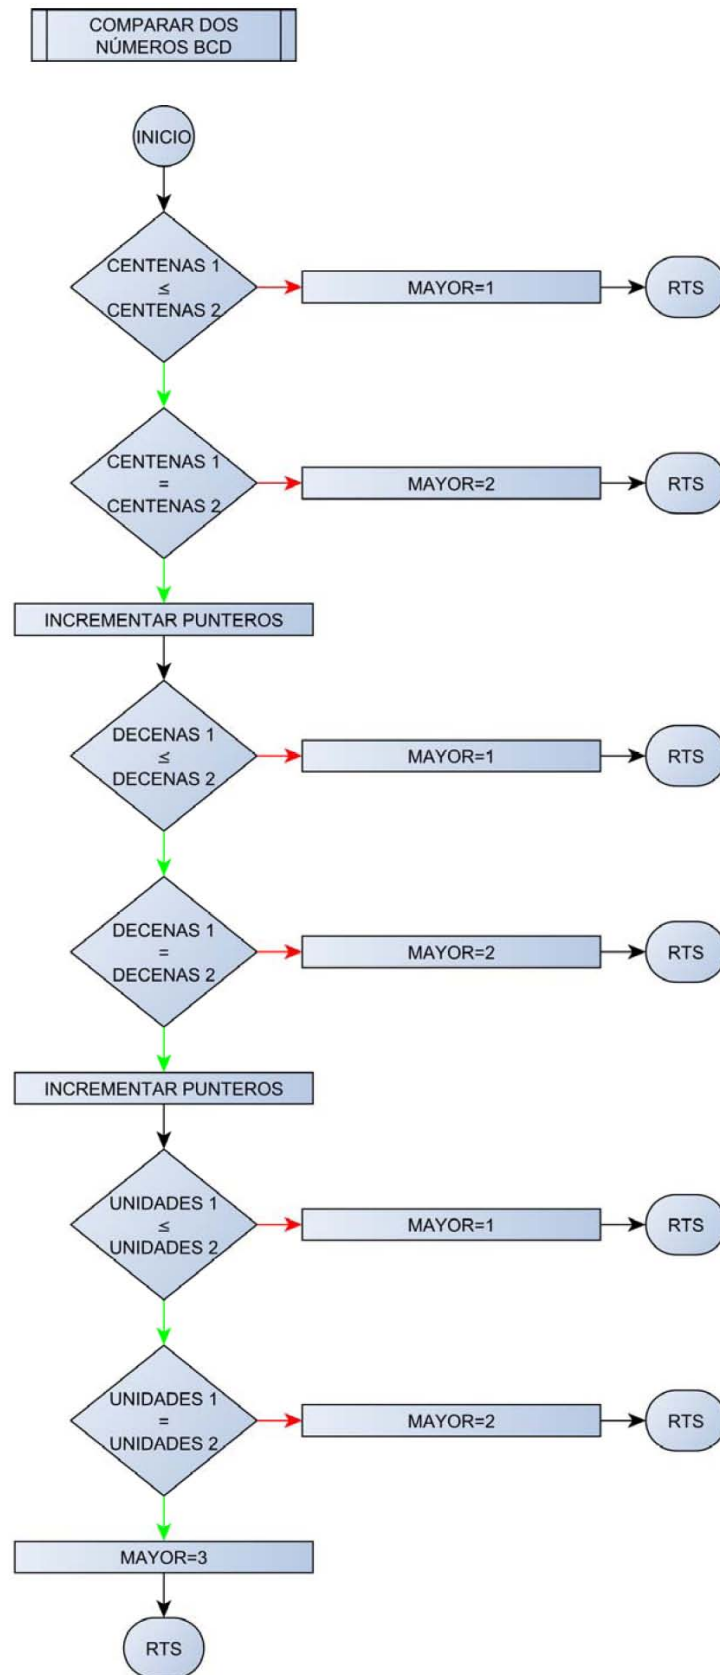 COMPARAR DOS
NÚMEROS BCD
INICIO
CENTENAS 1
≤
CENTENAS 2
MAYOR=1
RTS
CENTENAS 1
=
CENTENAS 2
MAYOR=2
RTS
INCREMENTAR PUNTEROS
DECENAS 1
≤
DECENAS 2
MAYOR=1
RTS
DECENAS 1
=
DECENAS 2
MAYOR=2
RTS
INCREMENTAR PUNTEROS
UNIDADES 1
≤
UNIDADES 2
MAYOR=1
RTS
UNIDADES 1
=
UNIDADES 2
MAYOR=2
RTS
MAYOR=3
RTS